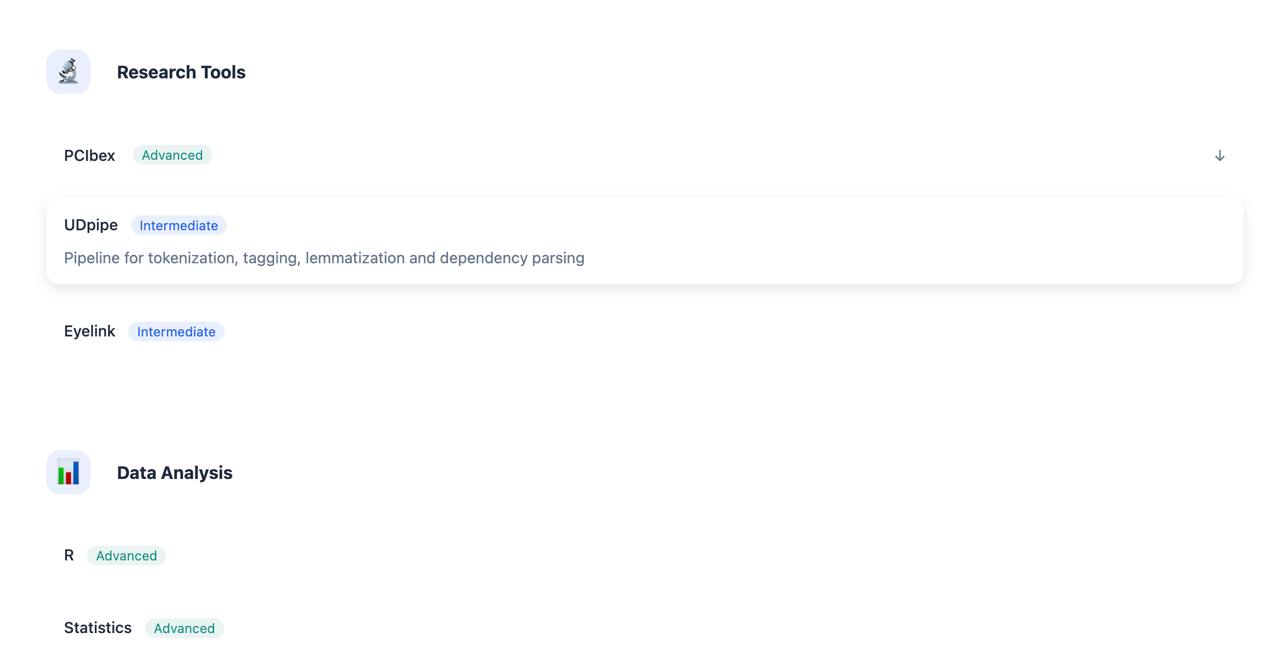 Research Tools
PCIbex Advanced ↓
UDpipe Intermediate
Pipeline for tokenization, tagging, lemmatization and dependency parsing
Eyelink Intermediate
Data Analysis
R Advanced
Statistics Advanced